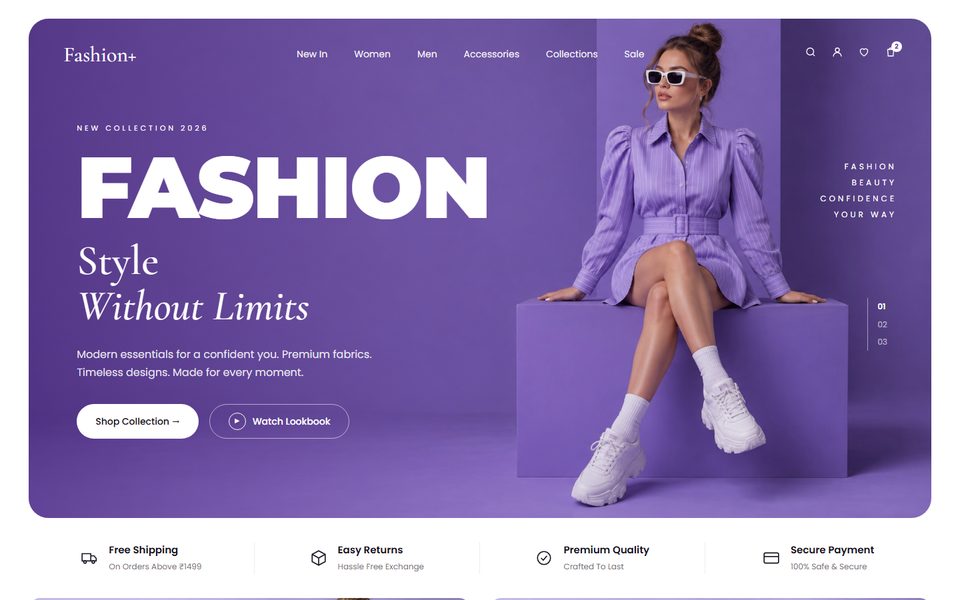 Fashion+
New In
Women
Men
Accessories
Collections
Sale
2
NEW COLLECTION 2026
FASHION
Style
Without Limits
Modern essentials for a confident you. Premium fabrics.
Timeless designs. Made for every moment.
Shop Collection →
Watch Lookbook
FASHION
BEAUTY
CONFIDENCE
YOUR WAY
01
02
03
Free Shipping
On Orders Above ₹1499
Easy Returns
Hassle Free Exchange
Premium Quality
Crafted To Last
Secure Payment
100% Safe & Secure